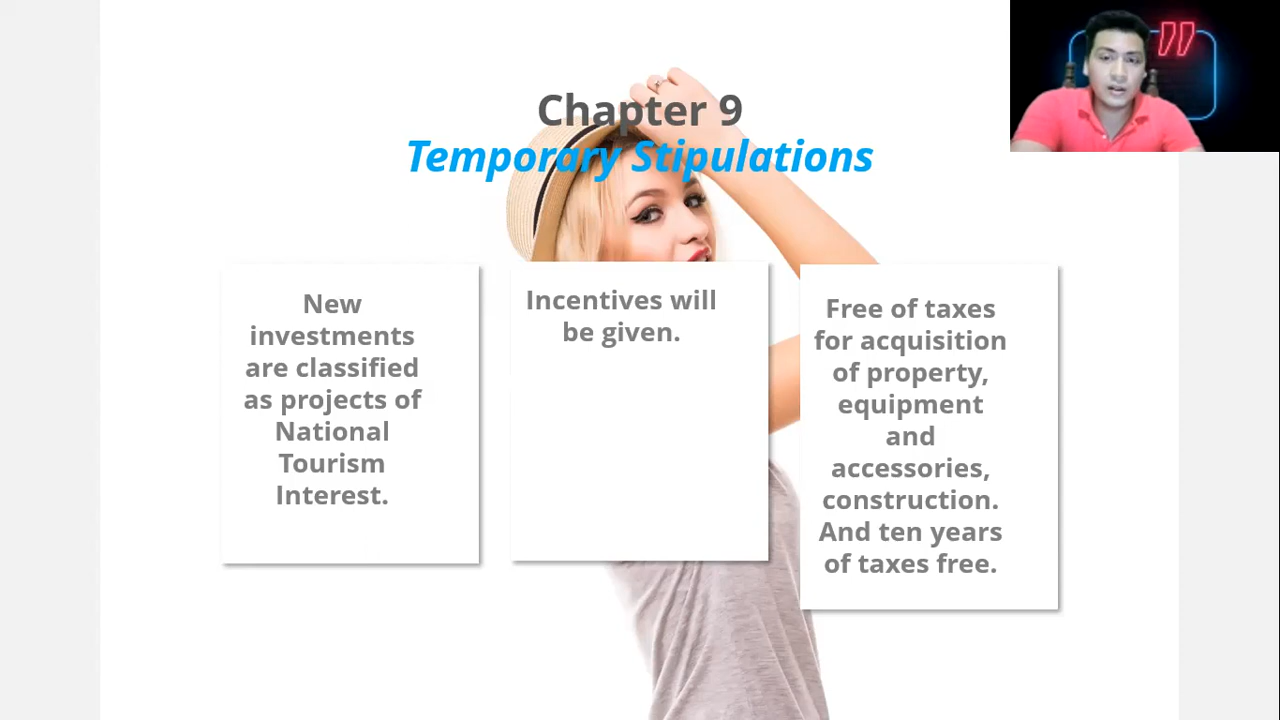 Chapter 9
Temporary Stipulations
New
investments
are classified
as projects of
National
Tourism
Interest.
Incentives will
be given.
Free of taxes
for acquisition
of property,
equipment
and
accessories,
construction.
And ten years
of taxes free.